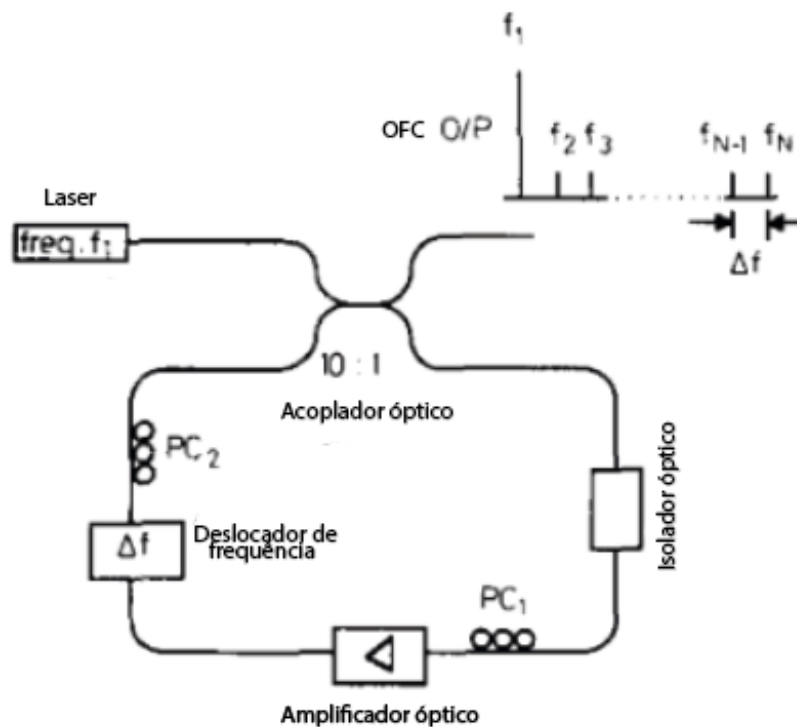 f1
OFC O/P f2 f3 fN-1 fN
Δf
Laser
freq. f1
10 : 1
Acoplador óptico
PC2
Δf
Deslocador de
frequência
Isolador óptico
PC1
Amplificador óptico